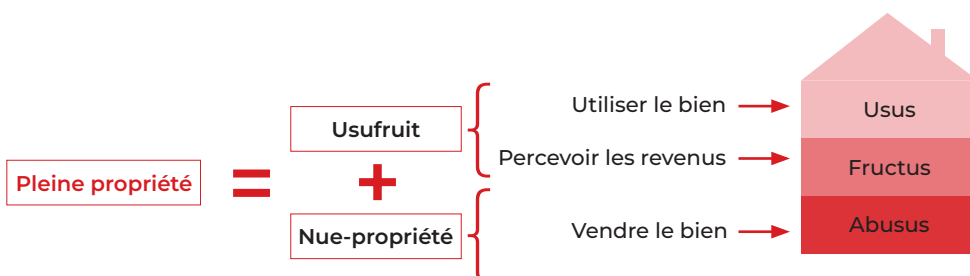 Pleine propriété
=
Usufruit
+
Nue-propriété
Utiliser le bien
Percevoir les revenus
Vendre le bien
Usus
Fructus
Abusus